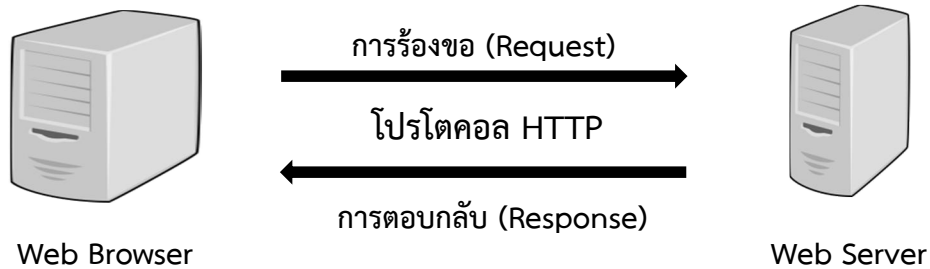 การร้องขอ (Request)
โปรโตคอล HTTP
การตอบกลับ (Response)
Web Browser
Web Server